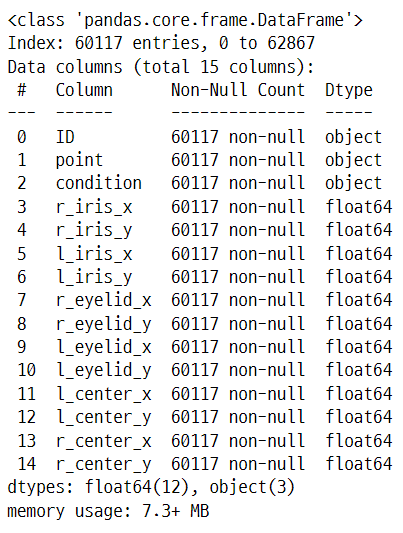 <class 'pandas.core.frame.DataFrame'>
Index: 60117 entries, 0 to 62867
Data columns (total 15 columns):
 #   Column      Non-Null Count  Dtype
---  ------      --------------  -----
 0   ID          60117 non-null  object
 1   point       60117 non-null  object
 2   condition   60117 non-null  object
 3   r_iris_x    60117 non-null  float64
 4   r_iris_y    60117 non-null  float64
 5   l_iris_x    60117 non-null  float64
 6   l_iris_y    60117 non-null  float64
 7   r_eyelid_x  60117 non-null  float64
 8   r_eyelid_y  60117 non-null  float64
 9   l_eyelid_x  60117 non-null  float64
 10  l_eyelid_y  60117 non-null  float64
 11  l_center_x  60117 non-null  float64
 12  l_center_y  60117 non-null  float64
 13  r_center_x  60117 non-null  float64
 14  r_center_y  60117 non-null  float64
dtypes: float64(12), object(3)
memory usage: 7.3+ MB